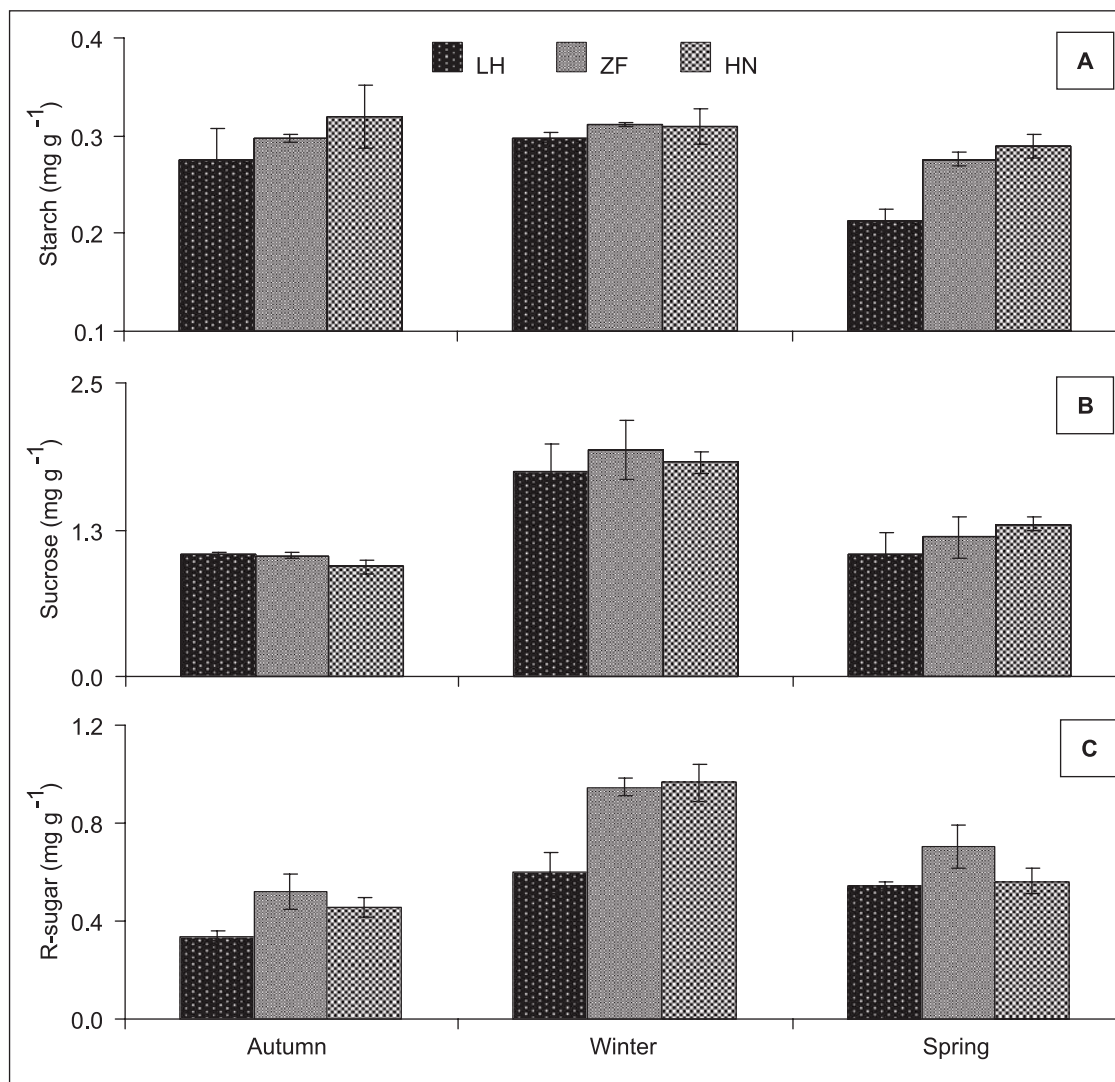 0.4
LH ZF HN
A
0.3
0.2
0.1
Starch (mg g⁻¹)
2.5
B
1.3
0.0
Sucrose (mg g⁻¹)
1.2
C
0.8
0.4
0.0
R-sugar (mg g⁻¹)
Autumn Winter Spring